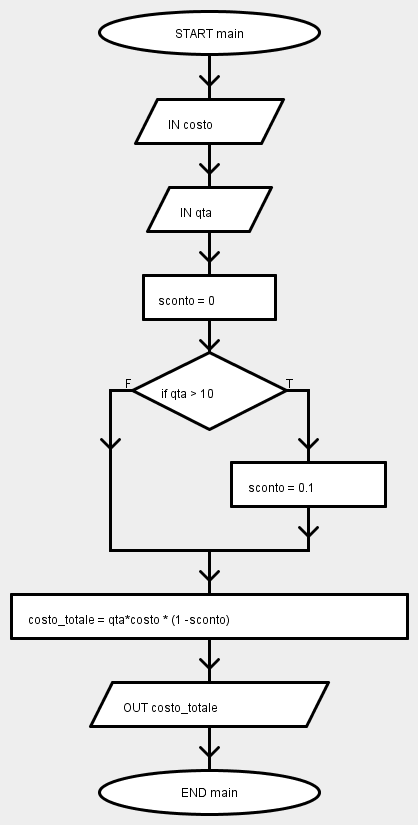 START main
IN costo
IN qta
sconto = 0
F
T
if qta > 10
sconto = 0.1
costo_totale = qta*costo * (1 -sconto)
OUT costo_totale
END main